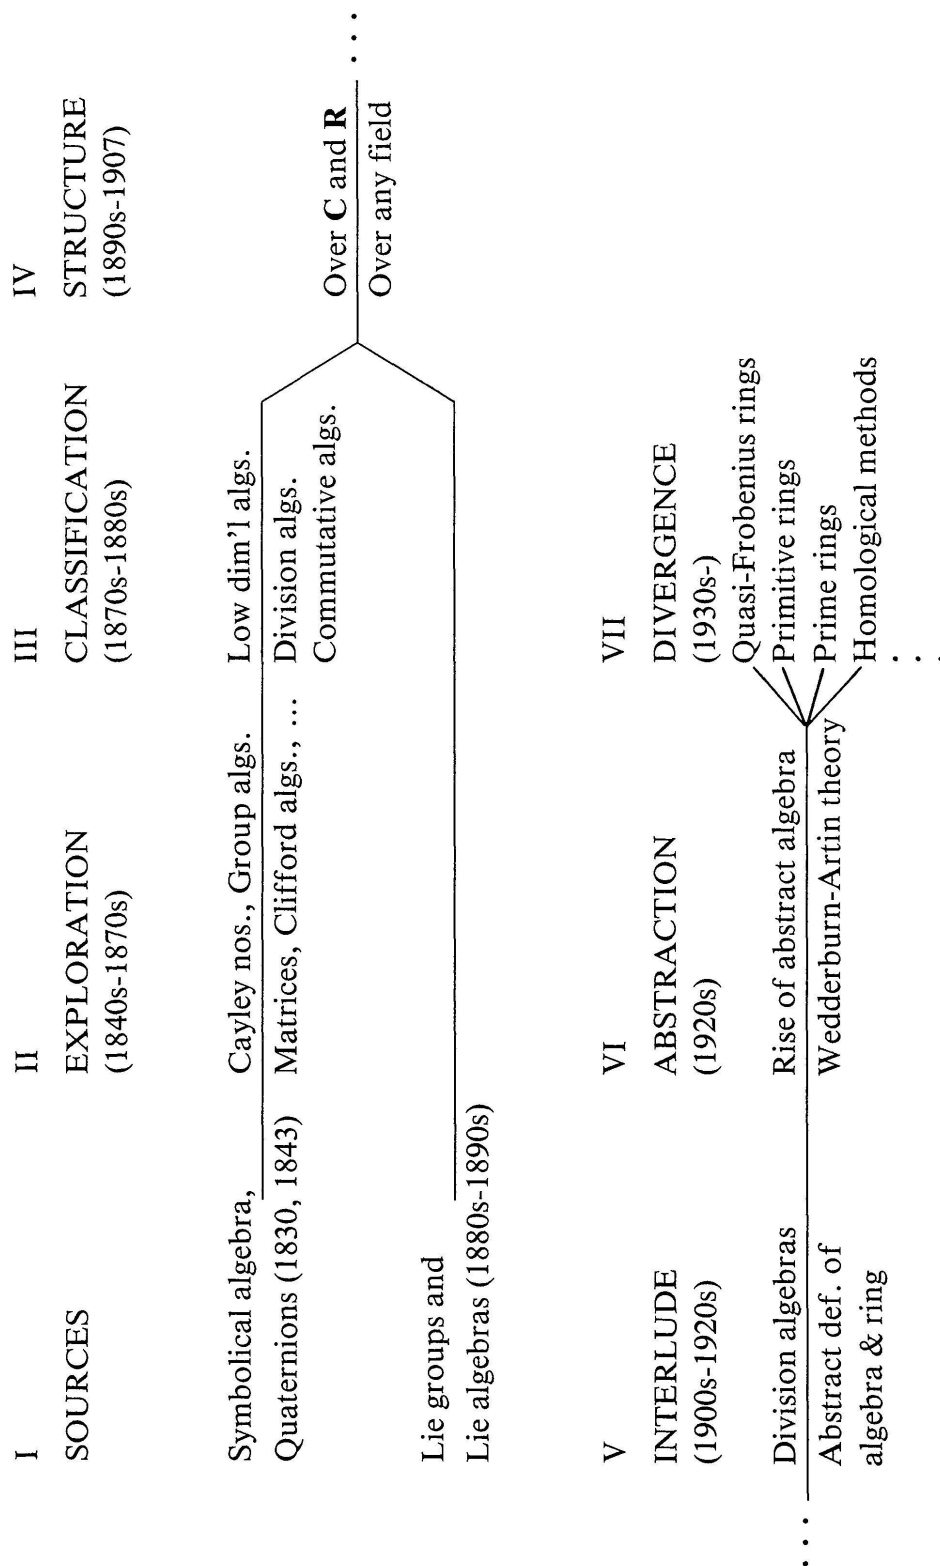 I
SOURCES
Symbolical algebra,
Quaternions (1830, 1843)
Lie groups and
Lie algebras (1880s-1890s)
II
EXPLORATION
(1840s-1870s)
Cayley nos., Group algs.
Matrices, Clifford algs., ...
III
CLASSIFICATION
(1870s-1880s)
Low dim'l algs.
Division algs.
Commutative algs.
IV
STRUCTURE
(1890s-1907)
Over C and R
Over any field
...
V
INTERLUDE
(1900s-1920s)
...
Division algebras
Abstract def. of
algebra & ring
VI
ABSTRACTION
(1920s)
Rise of abstract algebra
Wedderburn-Artin theory
VII
DIVERGENCE
(1930s-)
Quasi-Frobenius rings
Primitive rings
Prime rings
Homological methods
...